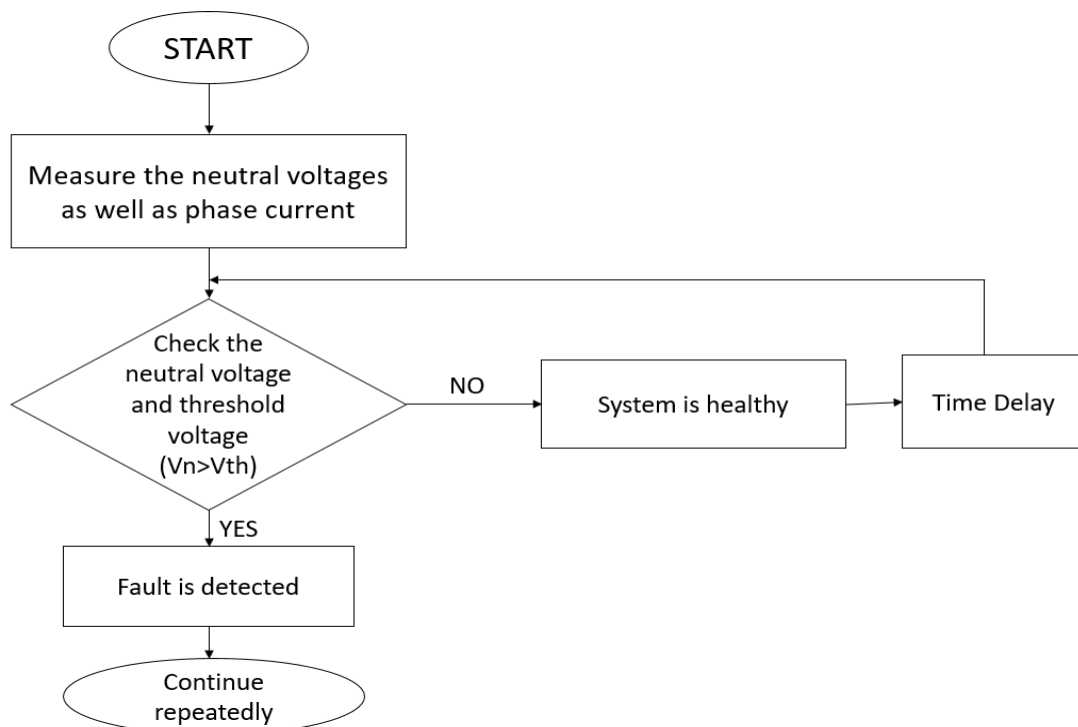 START
Measure the neutral voltages
as well as phase current
Check the
neutral voltage
and threshold
voltage
(Vn>Vth)
NO
System is healthy
Time Delay
YES
Fault is detected
Continue
repeatedly